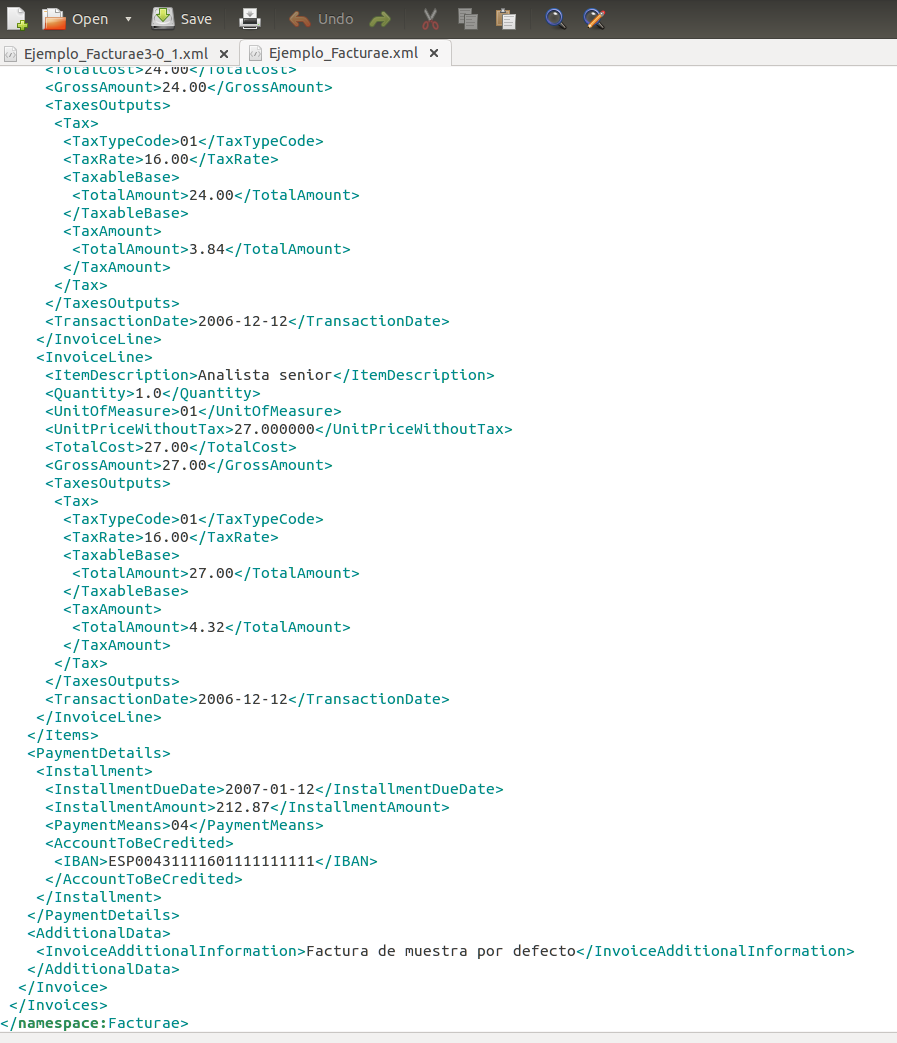 Open Save Undo
Ejemplo_Facturae3-0_1.xml × Ejemplo_Facturae.xml ×
<TotalCost>24.00</TotalCost>
<GrossAmount>24.00</GrossAmount>
<TaxesOutputs>
<Tax>
<TaxTypeCode>01</TaxTypeCode>
<TaxRate>16.00</TaxRate>
<TaxableBase>
<TotalAmount>24.00</TotalAmount>
</TaxableBase>
<TaxAmount>
<TotalAmount>3.84</TotalAmount>
</TaxAmount>
</Tax>
</TaxesOutputs>
<TransactionDate>2006-12-12</TransactionDate>
</InvoiceLine>
<InvoiceLine>
<ItemDescription>Analista senior</ItemDescription>
<Quantity>1.0</Quantity>
<UnitOfMeasure>01</UnitOfMeasure>
<UnitPriceWithoutTax>27.000000</UnitPriceWithoutTax>
<TotalCost>27.00</TotalCost>
<GrossAmount>27.00</GrossAmount>
<TaxesOutputs>
<Tax>
<TaxTypeCode>01</TaxTypeCode>
<TaxRate>16.00</TaxRate>
<TaxableBase>
<TotalAmount>27.00</TotalAmount>
</TaxableBase>
<TaxAmount>
<TotalAmount>4.32</TotalAmount>
</TaxAmount>
</Tax>
</TaxesOutputs>
<TransactionDate>2006-12-12</TransactionDate>
</InvoiceLine>
</Items>
<PaymentDetails>
<Installment>
<InstallmentDueDate>2007-01-12</InstallmentDueDate>
<InstallmentAmount>212.87</InstallmentAmount>
<PaymentMeans>04</PaymentMeans>
<AccountToBeCredited>
<IBAN>ESP00431111601111111111</IBAN>
</AccountToBeCredited>
</Installment>
</PaymentDetails>
<AdditionalData>
<InvoiceAdditionalInformation>Factura de muestra por defecto</InvoiceAdditionalInformation>
</AdditionalData>
</Invoice>
</Invoices>
</namespace:Facturae>